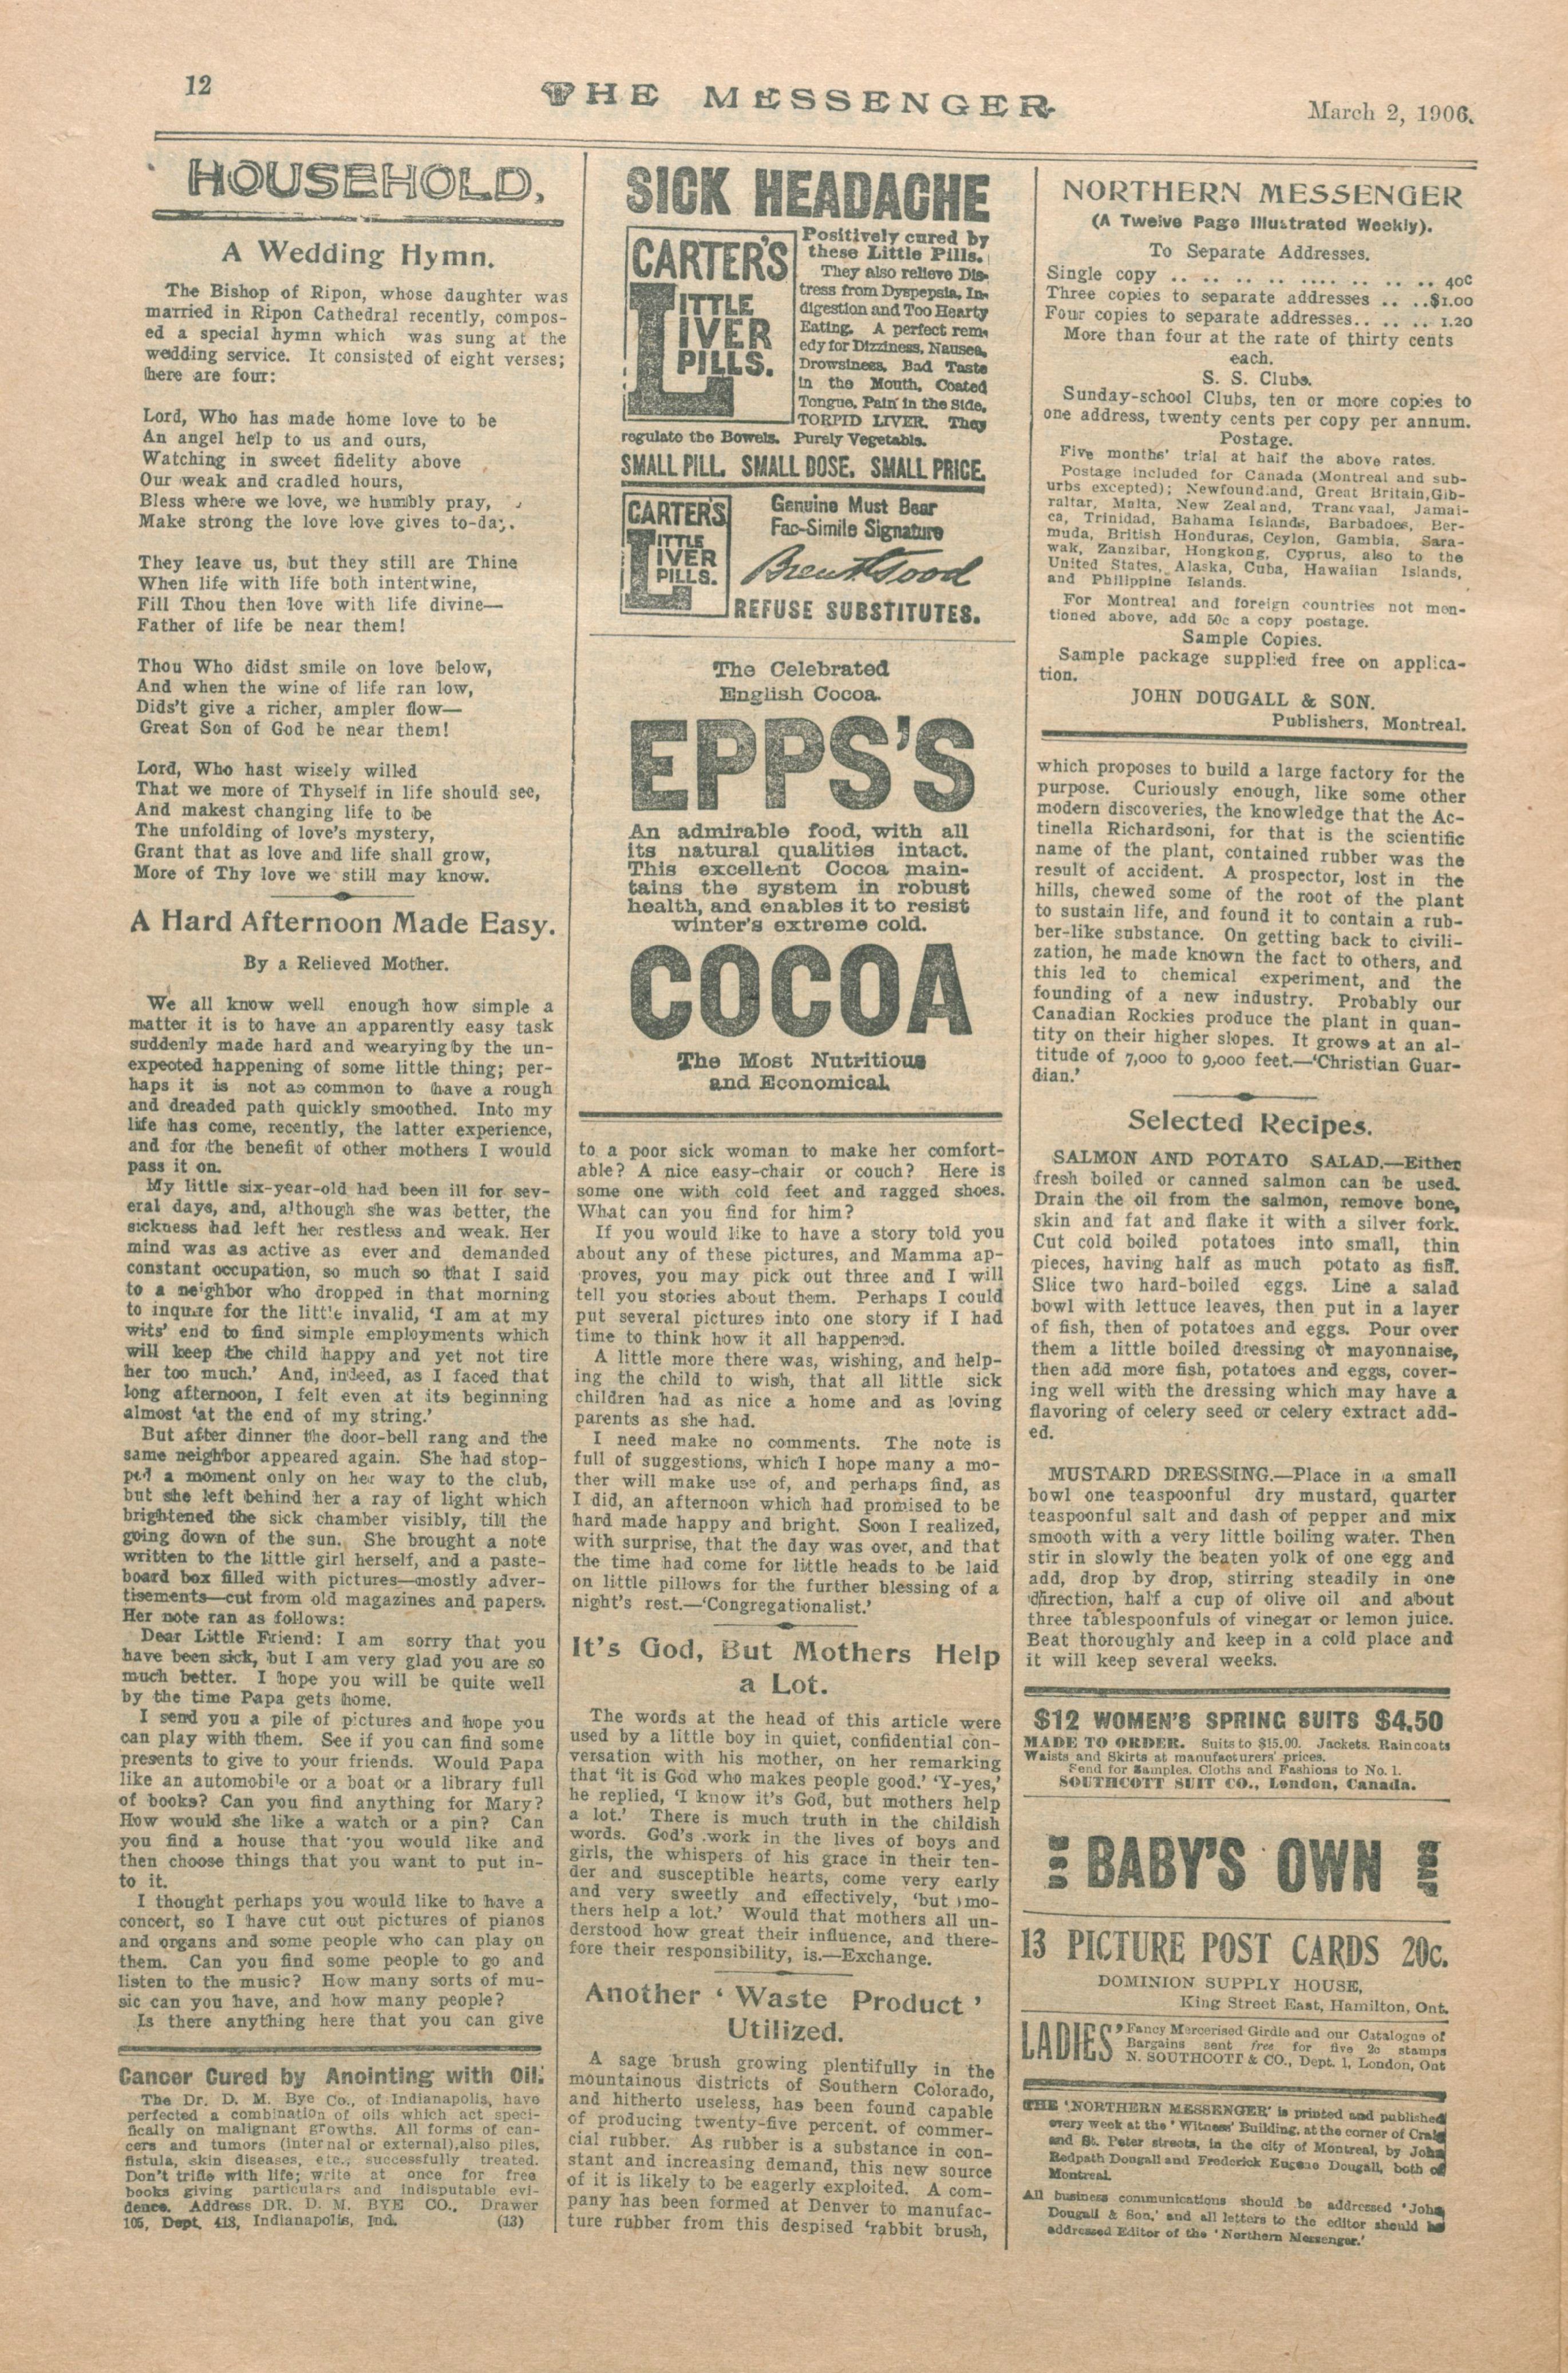 12
THE MESSENGER
March 2, 1906.
HOUSEHOLD.
A Wedding Hymn.
The Bishop of Ripon, whose daughter was
married in Ripon Cathedral recently, compos-
ed a special hymn which was sung at the
wedding service. It consisted of eight verses;
here are four:
Lord, Who has made home love to be
An angel help to us and ours,
Watching in sweet fidelity above
Our weak and cradled hours,
Bless where we love, we humbly pray,
Make strong the love love gives to-day.
They leave us, but they still are Thine
When life with life both intertwine,
Fill Thou then love with life divine—
Father of life be near them!
Thou Who didst smile on love below,
And when the wine of life ran low,
Dids't give a richer, ampler flow—
Great Son of God be near them!
Lord, Who hast wisely willed
That we more of Thyself in life should see,
And makest changing life to be
The unfolding of love's mystery,
Grant that as love and life shall grow,
More of Thy love we still may know.
A Hard Afternoon Made Easy.
By a Relieved Mother.
We all know well enough how simple a
matter it is to have an apparently easy task
suddenly made hard and wearying by the un-
expected happening of some little thing; per-
haps it is not as common to have a rough
and dreaded path quickly smoothed. Into my
life has come, recently, the latter experience,
and for the benefit of other mothers I would
pass it on.
My little six-year-old had been ill for sev-
eral days, and, although she was better, the
sickness had left her restless and weak. Her
mind was as active as ever and demanded
constant occupation, so much so that I said
to a neighbor who dropped in that morning
to inquire for the little invalid, 'I am at my
wits' end to find simple employments which
will keep the child happy and yet not tire
her too much.' And, indeed, as I faced that
long afternoon, I felt even at its beginning
almost 'at the end of my string.'
But after dinner the door-bell rang and the
same neighbor appeared again. She had stop-
ped a moment only on her way to the club,
but she left behind her a ray of light which
brightened the sick chamber visibly, till the
going down of the sun. She brought a note
written to the little girl herself, and a paste-
board box filled with pictures—mostly adver-
tisements—cut from old magazines and papers.
Her note ran as follows:
Dear Little Friend: I am sorry that you
have been sick, but I am very glad you are so
much better. I hope you will be quite well
by the time Papa gets home.
I send you a pile of pictures and hope you
can play with them. See if you can find some
presents to give to your friends. Would Papa
like an automobile or a boat or a library full
of books? Can you find anything for Mary?
How would she like a watch or a pin? Can
you find a house that you would like and
then choose things that you want to put in-
to it.
I thought perhaps you would like to have a
concert, so I have cut out pictures of pianos
and organs and some people who can play on
them. Can you find some people to go and
listen to the music? How many sorts of mu-
sic can you have, and how many people?
Is there anything here that you can give
Cancer Cured by Anointing with Oil.
The Dr. D. M. Bye Co., of Indianapolis, have
perfected a combination of oils which act speci-
fically on malignant growths. All forms of can-
cers and tumors (internal or external), also piles,
fistula, skin diseases, etc., successfully treated.
Don't trifle with life; write at once for free
books giving particulars and indisputable evi-
dence. Address DR. D. M. BYE CO., Drawer
105, Dept. 413, Indianapolis, Ind. (13)
SICK HEADACHE
CARTER'S
LITTLE
LIVER
PILLS.
Positively cured by
these Little Pills.
They also relieve Dis-
tress from Dyspepsia, In-
digestion and Too Hearty
Eating. A perfect rem-
edy for Dizziness, Nausea,
Drowsiness, Bad Taste
in the Mouth, Coated
Tongue, Pain in the Side,
TORPID LIVER. They
regulate the Bowels. Purely Vegetable.
SMALL PILL. SMALL DOSE. SMALL PRICE.
CARTER'S
LITTLE
LIVER
PILLS.
Genuine Must Bear
Fac-Simile Signature
Brent Good
REFUSE SUBSTITUTES.
The Celebrated
English Cocoa.
EPPS'S
An admirable food, with all
its natural qualities intact.
This excellent Cocoa main-
tains the system in robust
health, and enables it to resist
winter's extreme cold.
COCOA
The Most Nutritious
and Economical.
to a poor sick woman to make her comfort-
able? A nice easy-chair or couch? Here is
some one with cold feet and ragged shoes.
What can you find for him?
If you would like to have a story told you
about any of these pictures, and Mamma ap-
proves, you may pick out three and I will
tell you stories about them. Perhaps I could
put several pictures into one story if I had
time to think how it all happened.
A little more there was, wishing, and help-
ing the child to wish, that all little sick
children had as nice a home and as loving
parents as she had.
I need make no comments. The note is
full of suggestions, which I hope many a mo-
ther will make use of, and perhaps find, as
I did, an afternoon which had promised to be
hard made happy and bright. Soon I realized,
with surprise, that the day was over, and that
the time had come for little heads to be laid
on little pillows for the further blessing of a
night's rest.—'Congregationalist.'
It's God, But Mothers Help
a Lot.
The words at the head of this article were
used by a little boy in quiet, confidential con-
versation with his mother, on her remarking
that 'it is God who makes people good.' 'Y-yes,'
he replied, 'I know it's God, but mothers help
a lot.' There is much truth in the childish
words. God's work in the lives of boys and
girls, the whispers of his grace in their ten-
der and susceptible hearts, come very early
and very sweetly and effectively, 'but mo-
thers help a lot.' Would that mothers all un-
derstood how great their influence, and there-
fore their responsibility, is.—Exchange.
Another 'Waste Product'
Utilized.
A sage brush growing plentifully in the
mountainous districts of Southern Colorado,
and hitherto useless, has been found capable
of producing twenty-five percent. of commer-
cial rubber. As rubber is a substance in con-
stant and increasing demand, this new source
of it is likely to be eagerly exploited. A com-
pany has been formed at Denver to manufac-
ture rubber from this despised 'rabbit brush,
NORTHERN MESSENGER
(A Twelve Page Illustrated Weekly).
To Separate Addresses.
Single copy .. .. .. .. .... .. .. .. 40c
Three copies to separate addresses .. ..$1.00
Four copies to separate addresses.. .. .. 1.20
More than four at the rate of thirty cents
each.
S. S. Clubs.
Sunday-school Clubs, ten or more copies to
one address, twenty cents per copy per annum.
Postage.
Five months' trial at half the above rates.
Postage included for Canada (Montreal and sub-
urbs excepted); Newfoundland, Great Britain, Gib-
raltar, Malta, New Zealand, Transvaal, Jamai-
ca, Trinidad, Bahama Islands, Barbadoes, Ber-
muda, British Honduras, Ceylon, Gambia, Sara-
wak, Zanzibar, Hongkong, Cyprus, also to the
United States, Alaska, Cuba, Hawaiian Islands,
and Philippine Islands.
For Montreal and foreign countries not men-
tioned above, add 50c a copy postage.
Sample Copies.
Sample package supplied free on applica-
tion.
JOHN DOUGALL & SON.
Publishers, Montreal.
which proposes to build a large factory for the
purpose. Curiously enough, like some other
modern discoveries, the knowledge that the Ac-
tinella Richardsoni, for that is the scientific
name of the plant, contained rubber was the
result of accident. A prospector, lost in the
hills, chewed some of the root of the plant
to sustain life, and found it to contain a rub-
ber-like substance. On getting back to civili-
zation, he made known the fact to others, and
this led to chemical experiment, and the
founding of a new industry. Probably our
Canadian Rockies produce the plant in quan-
tity on their higher slopes. It grows at an al-
titude of 7,000 to 9,000 feet.—'Christian Guar-
dian.'
Selected Recipes.
SALMON AND POTATO SALAD.—Either
fresh boiled or canned salmon can be used.
Drain the oil from the salmon, remove bone,
skin and fat and flake it with a silver fork.
Cut cold boiled potatoes into small, thin
pieces, having half as much potato as fish.
Slice two hard-boiled eggs. Line a salad
bowl with lettuce leaves, then put in a layer
of fish, then of potatoes and eggs. Pour over
them a little boiled dressing or mayonnaise,
then add more fish, potatoes and eggs, cover-
ing well with the dressing which may have a
flavoring of celery seed or celery extract add-
ed.
MUSTARD DRESSING.—Place in a small
bowl one teaspoonful dry mustard, quarter
teaspoonful salt and dash of pepper and mix
smooth with a very little boiling water. Then
stir in slowly the beaten yolk of one egg and
add, drop by drop, stirring steadily in one
direction, half a cup of olive oil and about
three tablespoonfuls of vinegar or lemon juice.
Beat thoroughly and keep in a cold place and
it will keep several weeks.
$12 WOMEN'S SPRING SUITS $4.50
MADE TO ORDER. Suits to $15.00. Jackets. Raincoats
Waists and Skirts at manufacturers' prices.
Send for Samples. Cloths and Fashions to No. 1.
SOUTHCOTT SUIT CO., London, Canada.
BABY'S OWN
13 PICTURE POST CARDS 20c.
DOMINION SUPPLY HOUSE,
King Street East, Hamilton, Ont.
LADIES' Fancy Mercerised Girdle and our Catalogue of
Bargains sent free for five 2c stamps
N. SOUTHCOTT & CO., Dept. 1, London, Ont
THE 'NORTHERN MESSENGER' is printed and published
every week at the 'Witness' Building, at the corner of Craig
and St. Peter streets, in the city of Montreal, by John
Redpath Dougall and Frederick Eugene Dougall, both of
Montreal.
All business communications should be addressed 'John
Dougall & Son,' and all letters to the editor should be
addressed Editor of the 'Northern Messenger.'